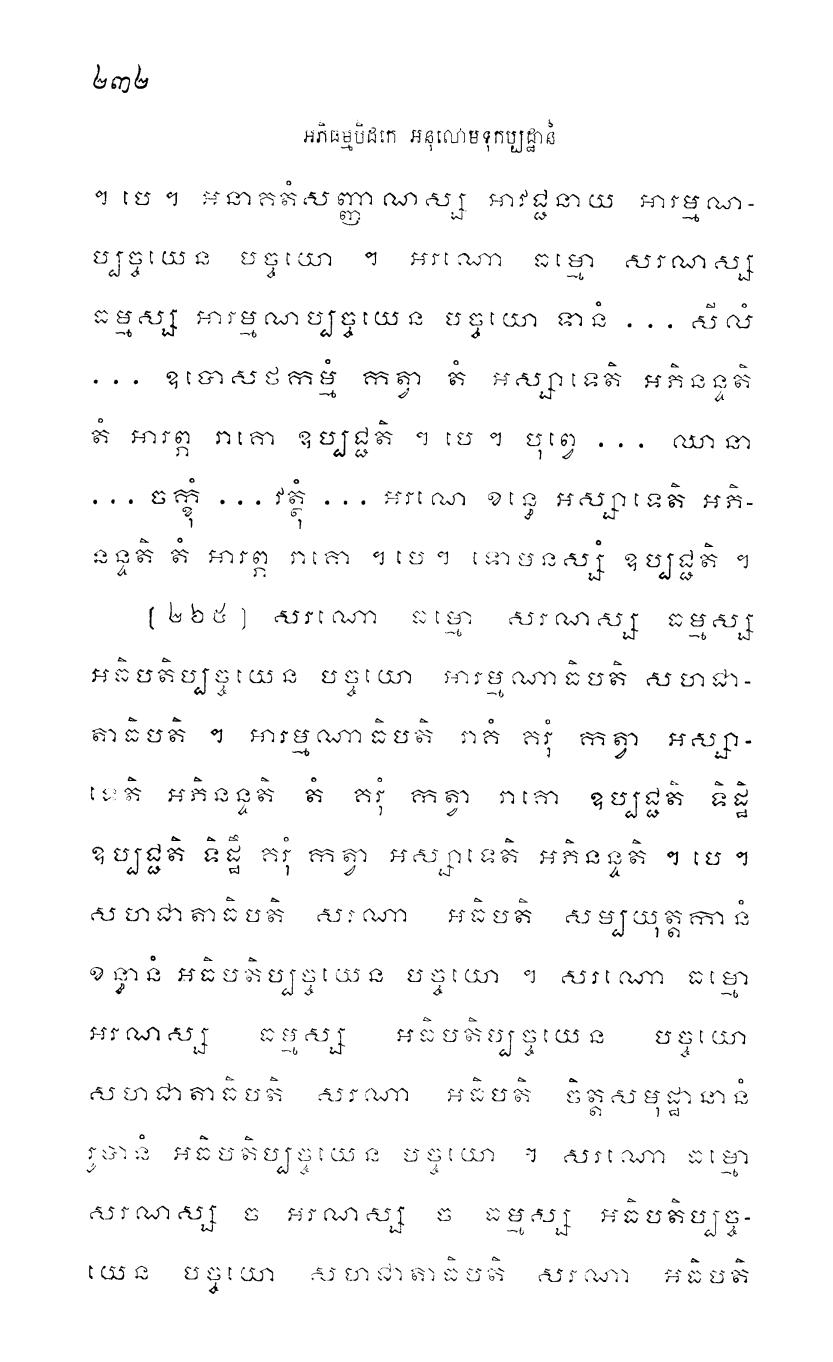 ២៣២
អភិធម្មបិដកេ អនុលោមទុកប្បដ្ឋានំ
។ បេ ។ អនាគតំសញ្ញាណស្ស អាវជ្ជនាយ អារម្មណា-
ប្បច្ចយេន បច្ចយោ ។ អរណោ ធម្មោ សរណស្ស
ធម្មស្ស អារម្មណប្បច្ចយេន បច្ចយោ ទានំ ... សីលំ
... ឧបោសថកម្មំ កត្វា តំ អស្សាទេតិ អភិនន្ទតិ
តំ អារព្ភ រាគោ ឧប្បជ្ជតិ ។ បេ ។ បុព្វេ ... ឈានា
... ចក្ខុំ ... វត្ថុំ ... អរណេ ខន្ធេ អស្សាទេតិ អភិ-
នន្ទតិ តំ អារព្ភ រាគោ ។ បេ ។ ទោមនស្សំ ឧប្បជ្ជតិ ។
[២២៥] សរណោ ធម្មោ សរណស្ស ធម្មស្ស
អធិបតិប្បច្ចយេន បច្ចយោ អារម្មណាធិបតិ សហជា-
តាធិបតិ ។ អារម្មណាធិបតិ រាគំ គរុំ កត្វា អស្សា-
ទេតិ អភិនន្ទតិ តំ គរុំ កត្វា រាគោ ឧប្បជ្ជតិ ទិដ្ឋិ
ឧប្បជ្ជតិ ទិដ្ឋឹ គរុំ កត្វា អស្សាទេតិ អភិនន្ទតិ ។ បេ ។
សហជាតាធិបតិ សរណា អធិបតិ សម្បយុត្តកានំ
ខន្ធានំ អធិបតិប្បច្ចយេន បច្ចយោ ។ សរណោ ធម្មោ
អរណស្ស ធម្មស្ស អធិបតិប្បច្ចយេន បច្ចយោ
សហជាតាធិបតិ សរណា អធិបតិ ចិត្តសមុដ្ឋានានំ
រូបានំ អធិបតិប្បច្ចយេន បច្ចយោ ។ សរណោ ធម្មោ
សរណស្ស ច អរណស្ស ច ធម្មស្ស អធិបតិប្បច្ច-
យេន បច្ចយោ សហជាតាធិបតិ សរណា អធិបតិ